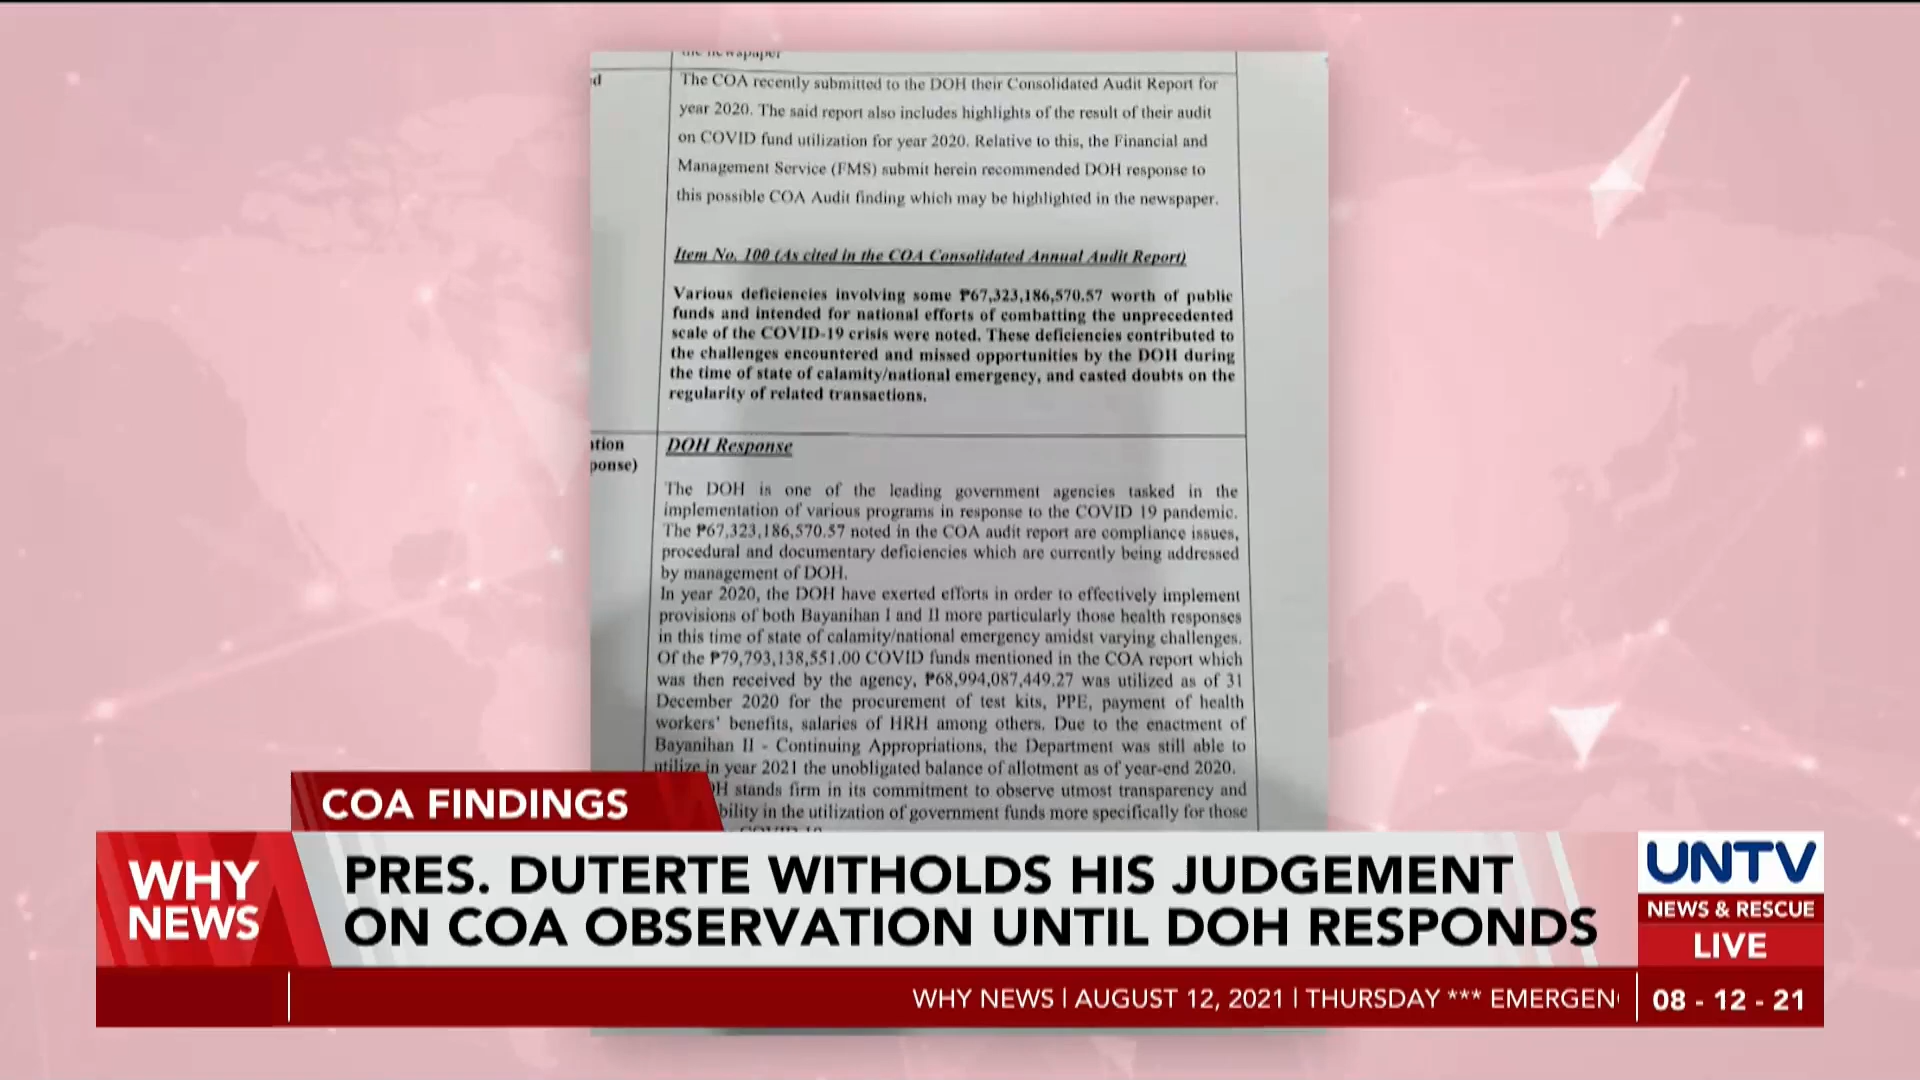 the newspaper
The COA recently submitted to the DOH their Consolidated Audit Report for
year 2020. The said report also includes highlights of the result of their audit
on COVID fund utilization for year 2020. Relative to this, the Financial and
Management Service (FMS) submit herein recommended DOH response to
this possible COA Audit finding which may be highlighted in the newspaper.
Item No. 100 (As cited in the COA Consolidated Annual Audit Report)
Various deficiencies involving some ₱67,323,186,570.57 worth of public
funds and intended for national efforts of combatting the unprecedented
scale of the COVID-19 crisis were noted. These deficiencies contributed to
the challenges encountered and missed opportunities by the DOH during
the time of state of calamity/national emergency, and casted doubts on the
regularity of related transactions.
ation
ponse)
DOH Response
The DOH is one of the leading government agencies tasked in the
implementation of various programs in response to the COVID 19 pandemic.
The ₱67,323,186,570.57 noted in the COA audit report are compliance issues,
procedural and documentary deficiencies which are currently being addressed
by management of DOH.
In year 2020, the DOH have exerted efforts in order to effectively implement
provisions of both Bayanihan I and II more particularly those health responses
in this time of state of calamity/national emergency amidst varying challenges.
Of the ₱79,793,138,551.00 COVID funds mentioned in the COA report which
was then received by the agency, ₱68,994,087,449.27 was utilized as of 31
December 2020 for the procurement of test kits, PPE, payment of health
workers' benefits, salaries of HRH among others. Due to the enactment of
Bayanihan II - Continuing Appropriations, the Department was still able to
utilize in year 2021 the unobligated balance of allotment as of year-end 2020.
H stands firm in its commitment to observe utmost transparency and
bility in the utilization of government funds more specifically for those
COA FINDINGS
WHY
NEWS
PRES. DUTERTE WITHOLDS HIS JUDGEMENT
ON COA OBSERVATION UNTIL DOH RESPONDS
UNTV
NEWS & RESCUE
LIVE
WHY NEWS | AUGUST 12, 2021 | THURSDAY *** EMERGEN
08 - 12 - 21